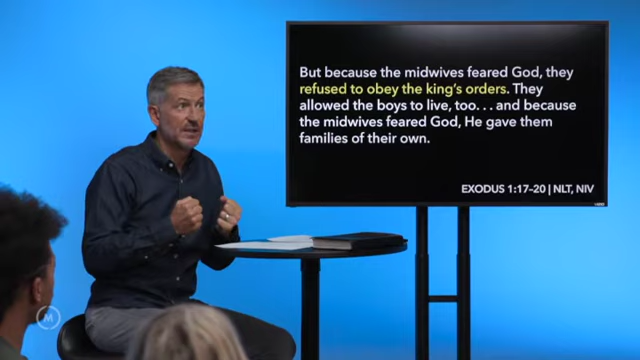 But because the midwives feared God, they
refused to obey the king's orders. They
allowed the boys to live, too. . . and because
the midwives feared God, He gave them
families of their own.
EXODUS 1:17-20 | NLT, NIV
M